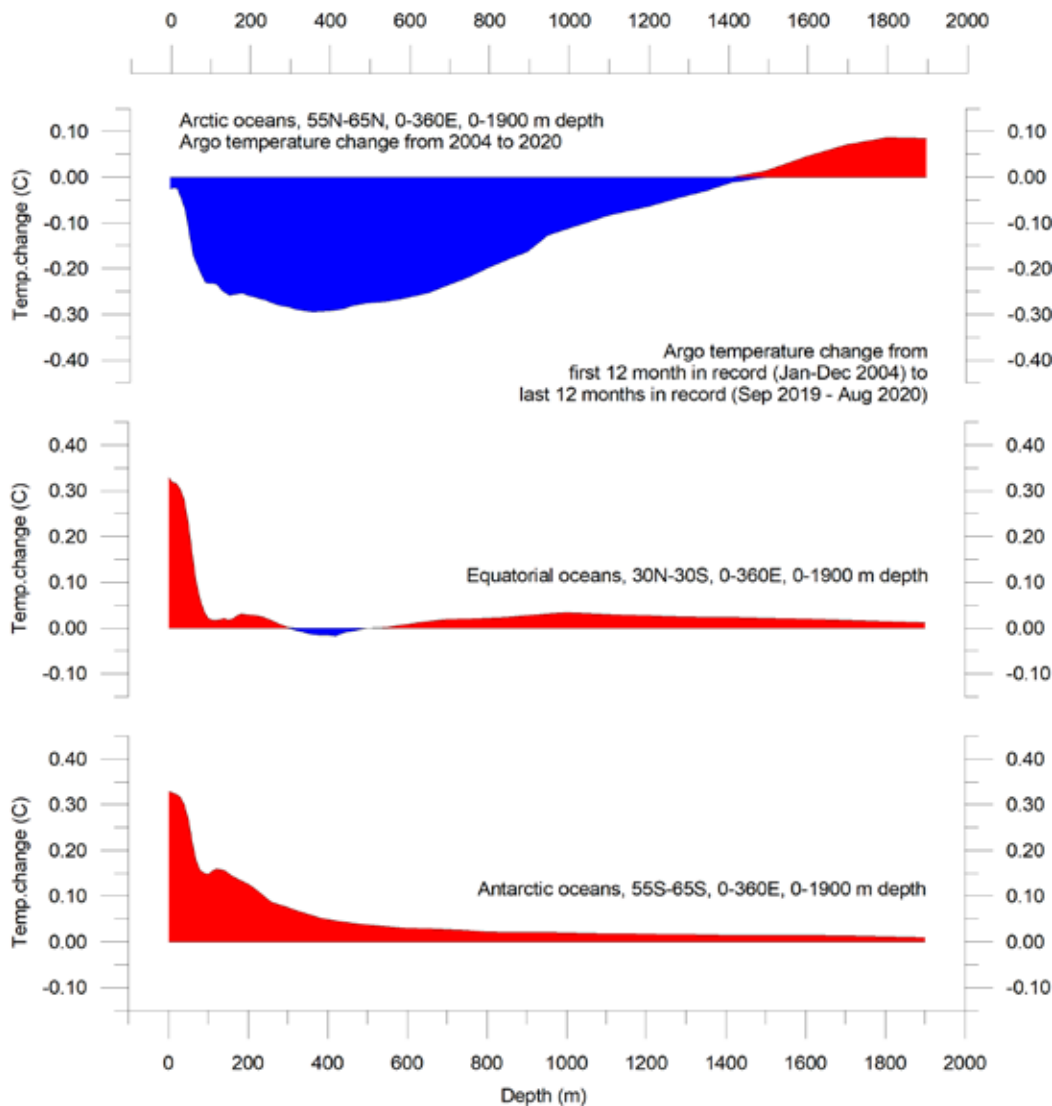 0 200 400 600 800 1000 1200 1400 1600 1800 2000
Arctic oceans, 55N-65N, 0-360E, 0-1900 m depth
Argo temperature change from 2004 to 2020
Temp.change (C)
0.10 0.10
0.00 0.00
-0.10 -0.10
-0.20 -0.20
-0.30 -0.30
-0.40 -0.40
Argo temperature change from
first 12 month in record (Jan-Dec 2004) to
last 12 months in record (Sep 2019 - Aug 2020)
Temp.change (C)
0.40 0.40
0.30 0.30
0.20 0.20
0.10 0.10
0.00 0.00
-0.10 -0.10
Equatorial oceans, 30N-30S, 0-360E, 0-1900 m depth
Temp.change (C)
0.40 0.40
0.30 0.30
0.20 0.20
0.10 0.10
0.00 0.00
-0.10 -0.10
Antarctic oceans, 55S-65S, 0-360E, 0-1900 m depth
0 200 400 600 800 1000 1200 1400 1600 1800 2000
Depth (m)